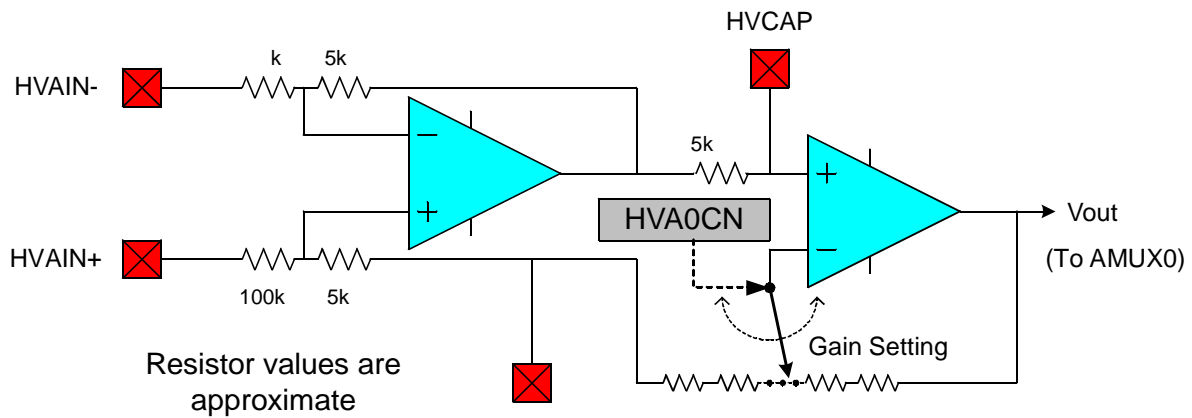 HVCAP
k 5k
HVAIN-
−
5k
+
HVA0CN
+
−
Vout
(To AMUX0)
HVAIN+
100k 5k
Gain Setting
Resistor values are
approximate